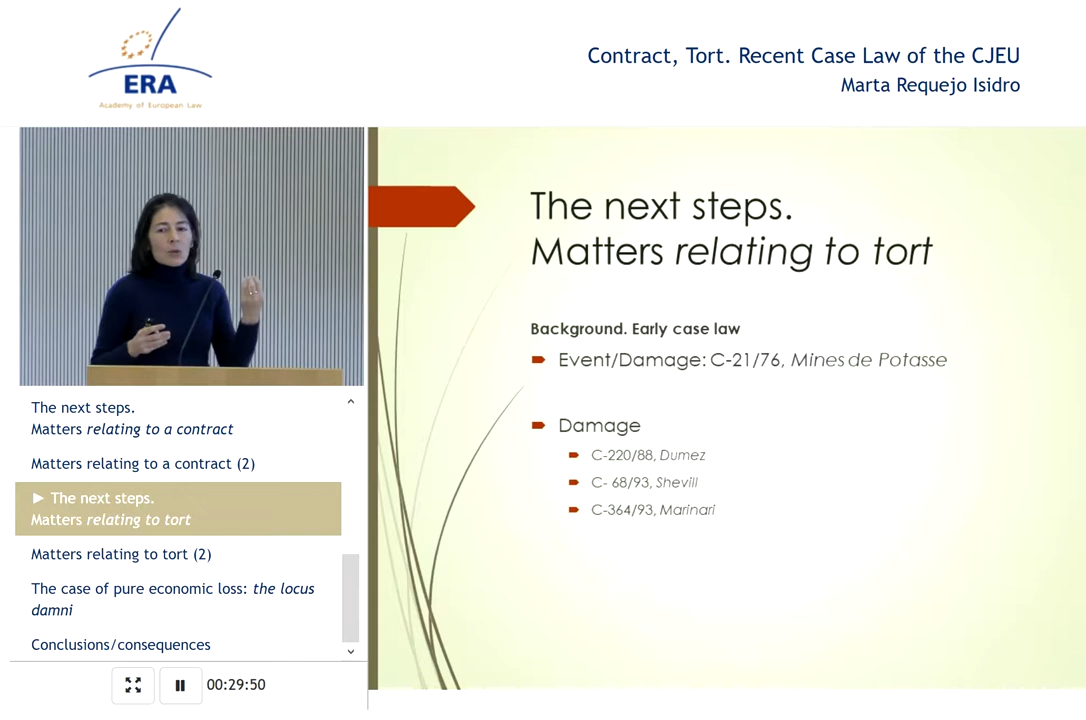 ERA
Academy of European Law
Contract, Tort. Recent Case Law of the CJEU
Marta Requejo Isidro
The next steps.
Matters relating to tort
Background. Early case law
Event/Damage: C-21/76, Mines de Potasse
Damage
C-220/88, Dumez
C- 68/93, Shevill
C-364/93, Marinari
The next steps.
Matters relating to a contract
Matters relating to a contract (2)
► The next steps.
Matters relating to tort
Matters relating to tort (2)
The case of pure economic loss: the locus
damni
Conclusions/consequences
00:29:50